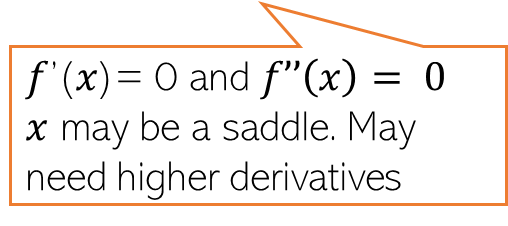 f'(x) = 0 and f”(x) = 0
x may be a saddle. May
need higher derivatives